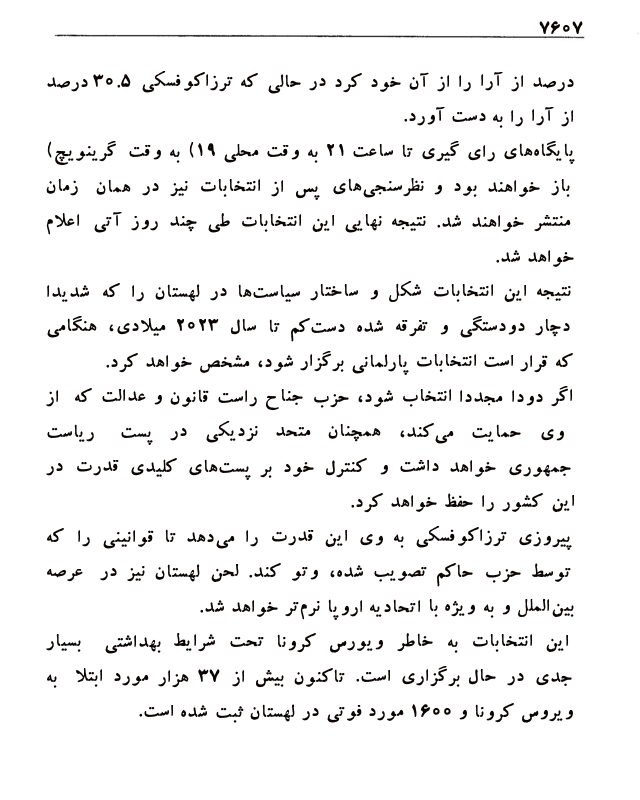 ۷۶۰۷
درصد از آرا را از آن خود کرد در حالی که ترزاکوفسکی ۳۰.۵ درصد
از آرا را به دست آورد.
پایگاه‌های رای گیری تا ساعت ۲۱ به وقت محلی ۱۹) به وقت گرینویچ)
باز خواهند بود و نظرسنجی‌های پس از انتخابات نیز در همان زمان
منتشر خواهند شد. نتیجه نهایی این انتخابات طی چند روز آتی اعلام
خواهد شد.
نتیجه این انتخابات شکل و ساختار سیاست‌ها در لهستان را که شدیدا
دچار دودستگی و تفرقه شده دست‌کم تا سال ۲۰۲۳ میلادی، هنگامی
که قرار است انتخابات پارلمانی برگزار شود، مشخص خواهد کرد.
اگر دودا مجددا انتخاب شود، حزب جناح راست قانون و عدالت که از
وی حمایت می‌کند، همچنان متحد نزدیکی در پست ریاست
جمهوری خواهد داشت و کنترل خود بر پست‌های کلیدی قدرت در
این کشور را حفظ خواهد کرد.
پیروزی ترزاکوفسکی به وی این قدرت را می‌دهد تا قوانینی را که
توسط حزب حاکم تصویب شده، وتو کند. لحن لهستان نیز در عرصه
بین‌الملل و به ویژه با اتحادیه اروپا نرم‌تر خواهد شد.
این انتخابات به خاطر ویورس کرونا تحت شرایط بهداشتی بسیار
جدی در حال برگزاری است. تاکنون بیش از ۳۷ هزار مورد ابتلا به
ویروس کرونا و ۱۶۰۰ مورد فوتی در لهستان ثبت شده است.